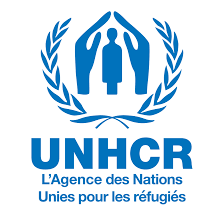 UNHCR
L'Agence des Nations
Unies pour les réfugiés